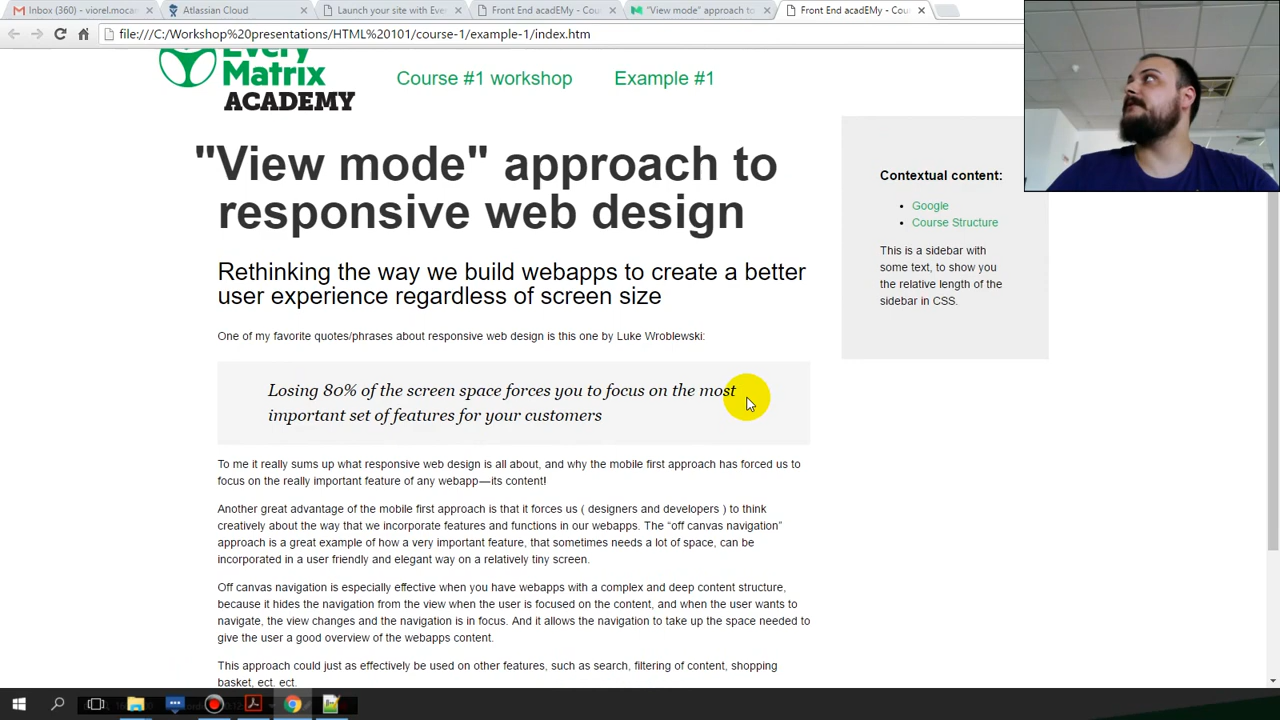 Inbox (360) - viorel.mocan
Atlassian Cloud
Launch your site with Ever
Front End acadEMy - Cou
"View mode" approach to
Front End acadEMy - Cou
file:///C:/Workshop%20presentations/HTML%20101/course-1/example-1/index.htm
Every
Matrix
ACADEMY
Course #1 workshop
Example #1
"View mode" approach to
responsive web design
Rethinking the way we build webapps to create a better
user experience regardless of screen size
One of my favorite quotes/phrases about responsive web design is this one by Luke Wroblewski:
Losing 80% of the screen space forces you to focus on the most
important set of features for your customers
To me it really sums up what responsive web design is all about, and why the mobile first approach has forced us to
focus on the really important feature of any webapp—its content!
Another great advantage of the mobile first approach is that it forces us ( designers and developers ) to think
creatively about the way that we incorporate features and functions in our webapps. The “off canvas navigation”
approach is a great example of how a very important feature, that sometimes needs a lot of space, can be
incorporated in a user friendly and elegant way on a relatively tiny screen.
Off canvas navigation is especially effective when you have webapps with a complex and deep content structure,
because it hides the navigation from the view when the user is focused on the content, and when the user wants to
navigate, the view changes and the navigation is in focus. And it allows the navigation to take up the space needed to
give the user a good overview of the webapps content.
This approach could just as effectively be used on other features, such as search, filtering of content, shopping
basket, ect. ect.
Contextual content:
Google
Course Structure
This is a sidebar with
some text, to show you
the relative length of the
sidebar in CSS.